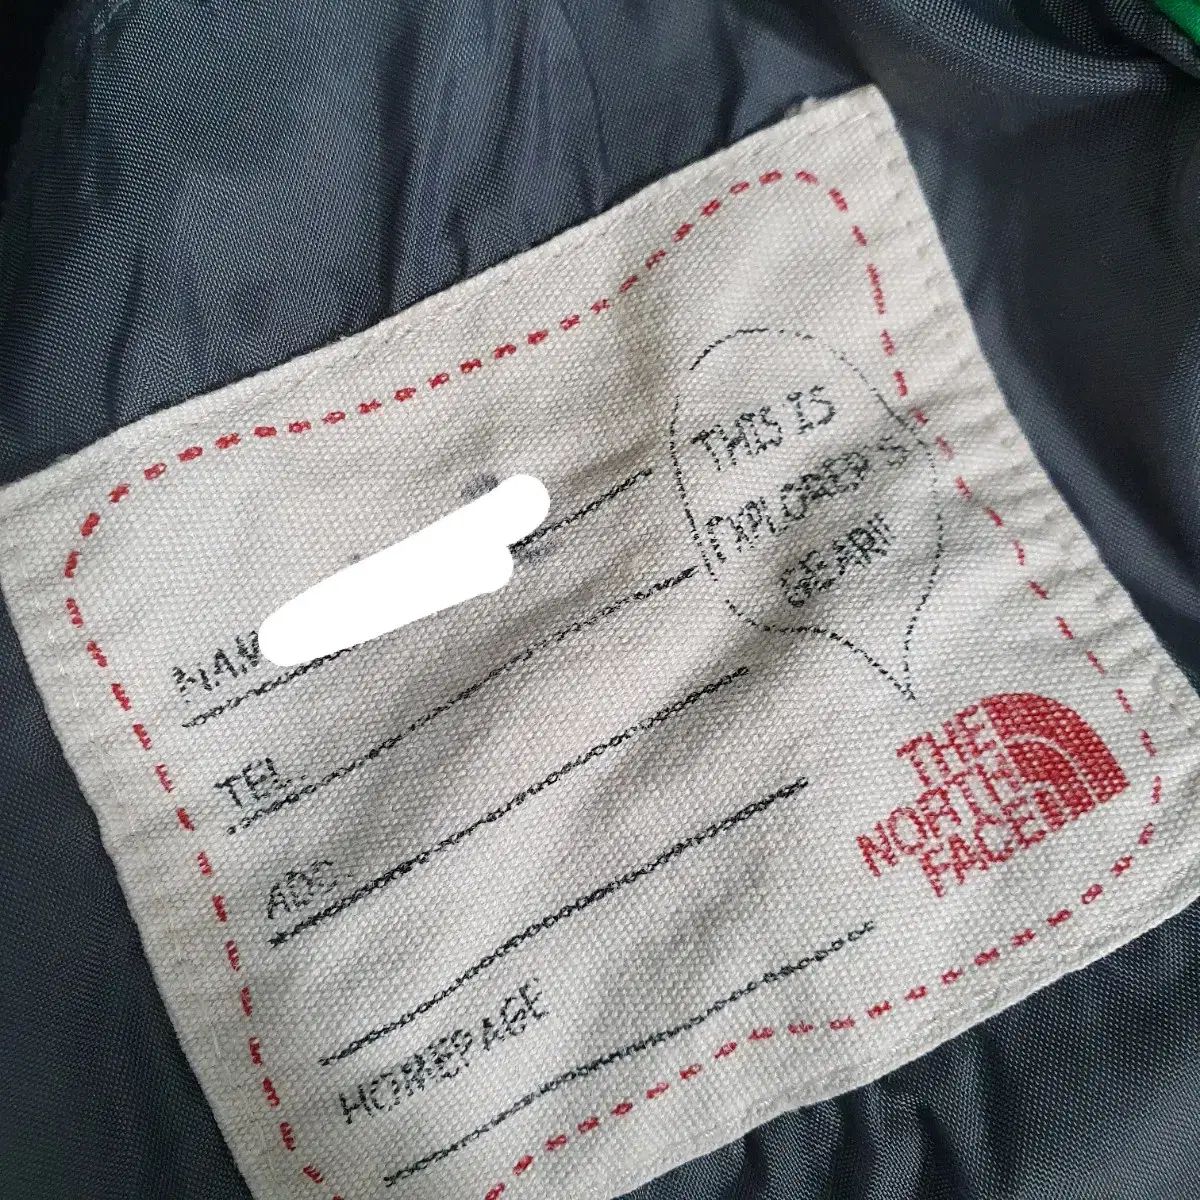 THIS IS
EXPLORER'S
GEAR!!
NAM
TEL.
ADD.
HOMEPAGE
THE
NORTH
FACE